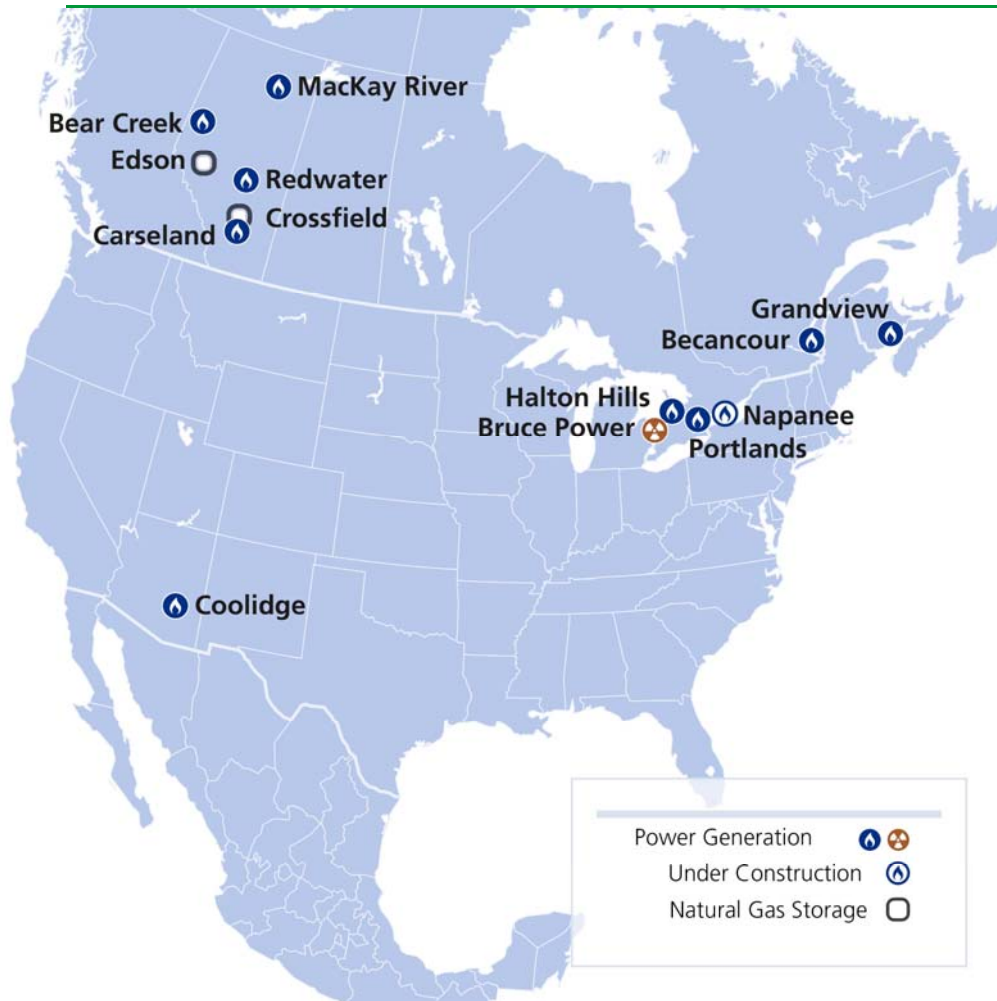 MacKay River
Bear Creek
Edson
Redwater
Crossfield
Carseland
Grandview
Becancour
Halton Hills
Napanee
Bruce Power
Portlands
Coolidge
Power Generation
Under Construction
Natural Gas Storage